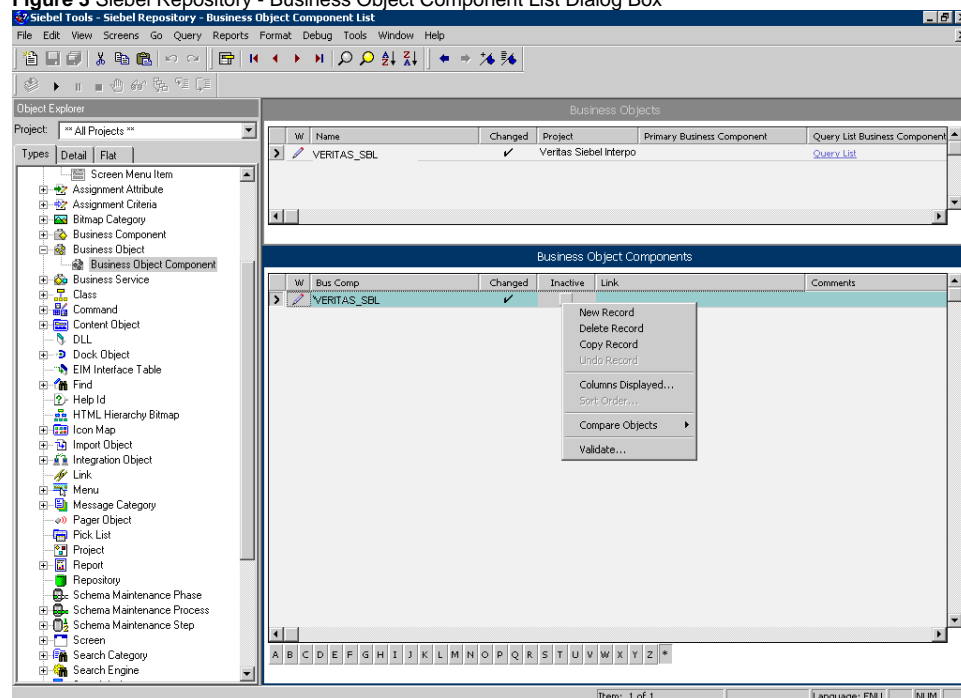 Figure 3 Siebel Repository - Business Object Component List Dialog Box
Siebel Tools - Siebel Repository - Business Object Component List
File Edit View Screens Go Query Reports Format Debug Tools Window Help
Object Explorer
Project: ** All Projects **
Types Detail Flat
Screen Menu Item
Assignment Attribute
Assignment Criteria
Bitmap Category
Business Component
Business Object
Business Object Component
Business Service
Class
Command
Content Object
DLL
Dock Object
EIM Interface Table
Find
Help Id
HTML Hierarchy Bitmap
Icon Map
Import Object
Integration Object
Link
Menu
Message Category
Pager Object
Pick List
Project
Report
Repository
Schema Maintenance Phase
Schema Maintenance Process
Schema Maintenance Step
Screen
Search Category
Search Engine
Business Objects
W Name Changed Project Primary Business Component Query List Business Component
VERITAS_SBL Veritas Siebel Interpo Query List
Business Object Components
W Bus Comp Changed Inactive Link Comments
VERITAS_SBL
New Record
Delete Record
Copy Record
Undo Record
Columns Displayed...
Sort Order...
Compare Objects
Validate...
A B C D E F G H I J K L M N O P Q R S T U V W X Y Z *
Item: 1 of 1 Language: ENU NUM